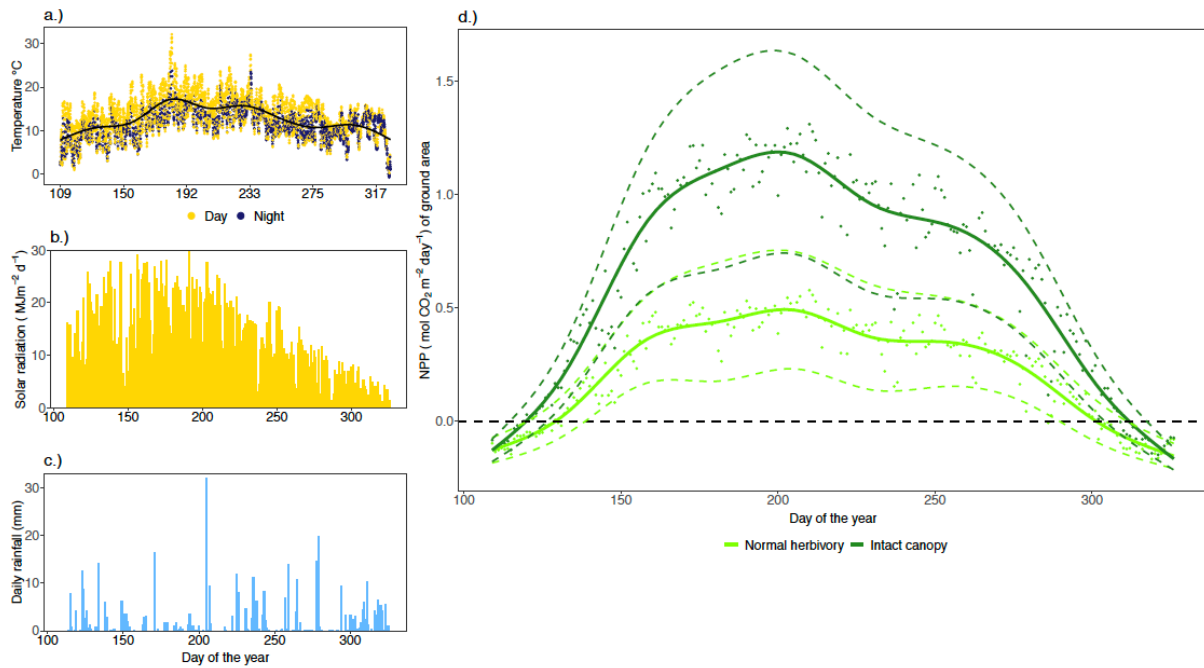 a.)
Temperature °C
30
20
10
0
109
150
192
233
275
317
Day
Night
b.)
Solar radiation ( MJm⁻² d⁻¹)
30
20
10
0
100
150
200
250
300
c.)
Daily rainfall (mm)
30
20
10
0
100
150
200
250
300
Day of the year
d.)
NPP ( mol CO₂ m⁻² day⁻¹) of ground area
1.5
1.0
0.5
0.0
100
150
200
250
300
Day of the year
Normal herbivory
Intact canopy